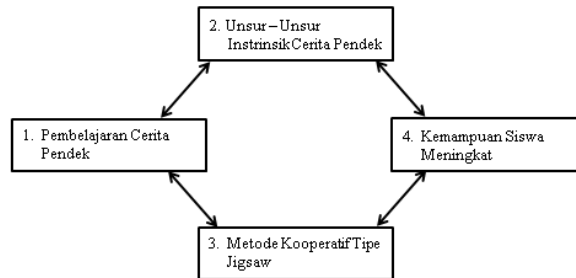 2. Unsur–Unsur
Instrinsik Cerita Pendek
1. Pembelajaran Cerita
Pendek
4. Kemampuan Siswa
Meningkat
3. Metode Kooperatif Tipe
Jigsaw